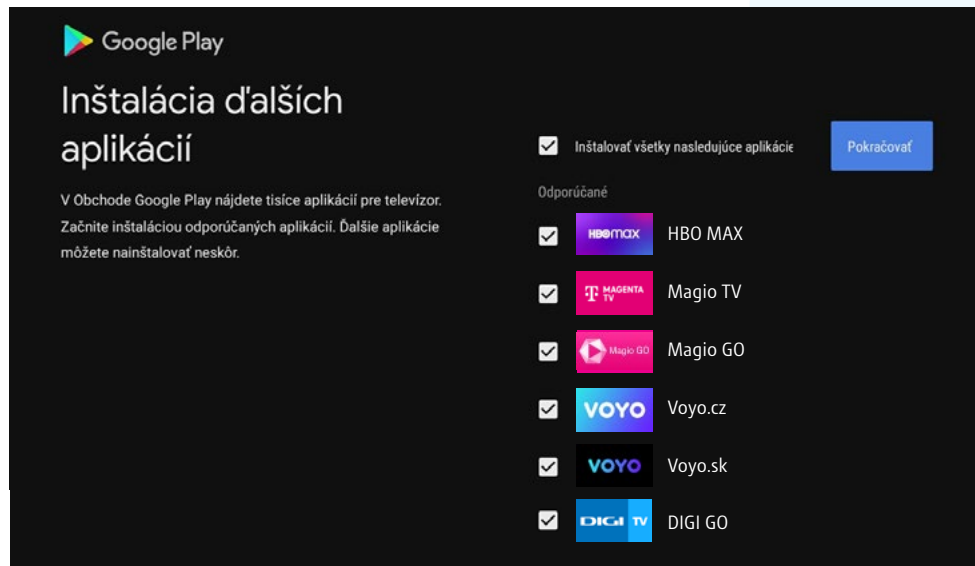 Google Play
Inštalácia ďalších
aplikácií
V Obchode Google Play nájdete tisíce aplikácií pre televízor.
Začnite inštaláciou odporúčaných aplikácií. Ďalšie aplikácie
môžete nainštalovať neskôr.
Inštalovať všetky nasledujúce aplikácie
Pokračovať
Odporúčané
HBOMAX HBO MAX
T MAGENTA TV Magio TV
Magio GO Magio GO
VOYO Voyo.cz
VOYO Voyo.sk
DIGI TV DIGI GO